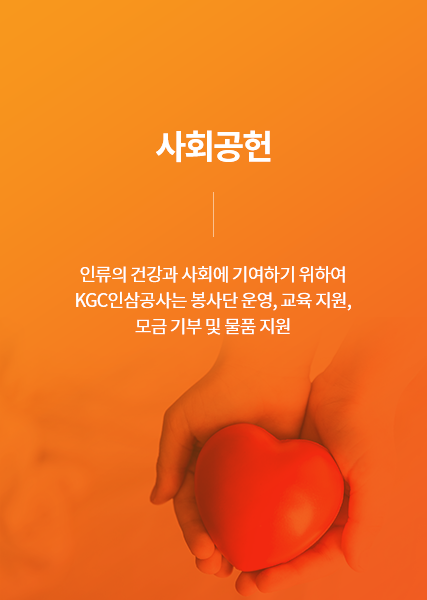 사회공헌
인류의 건강과 사회에 기여하기 위하여
KGC인삼공사는 봉사단 운영, 교육 지원,
모금 기부 및 물품 지원